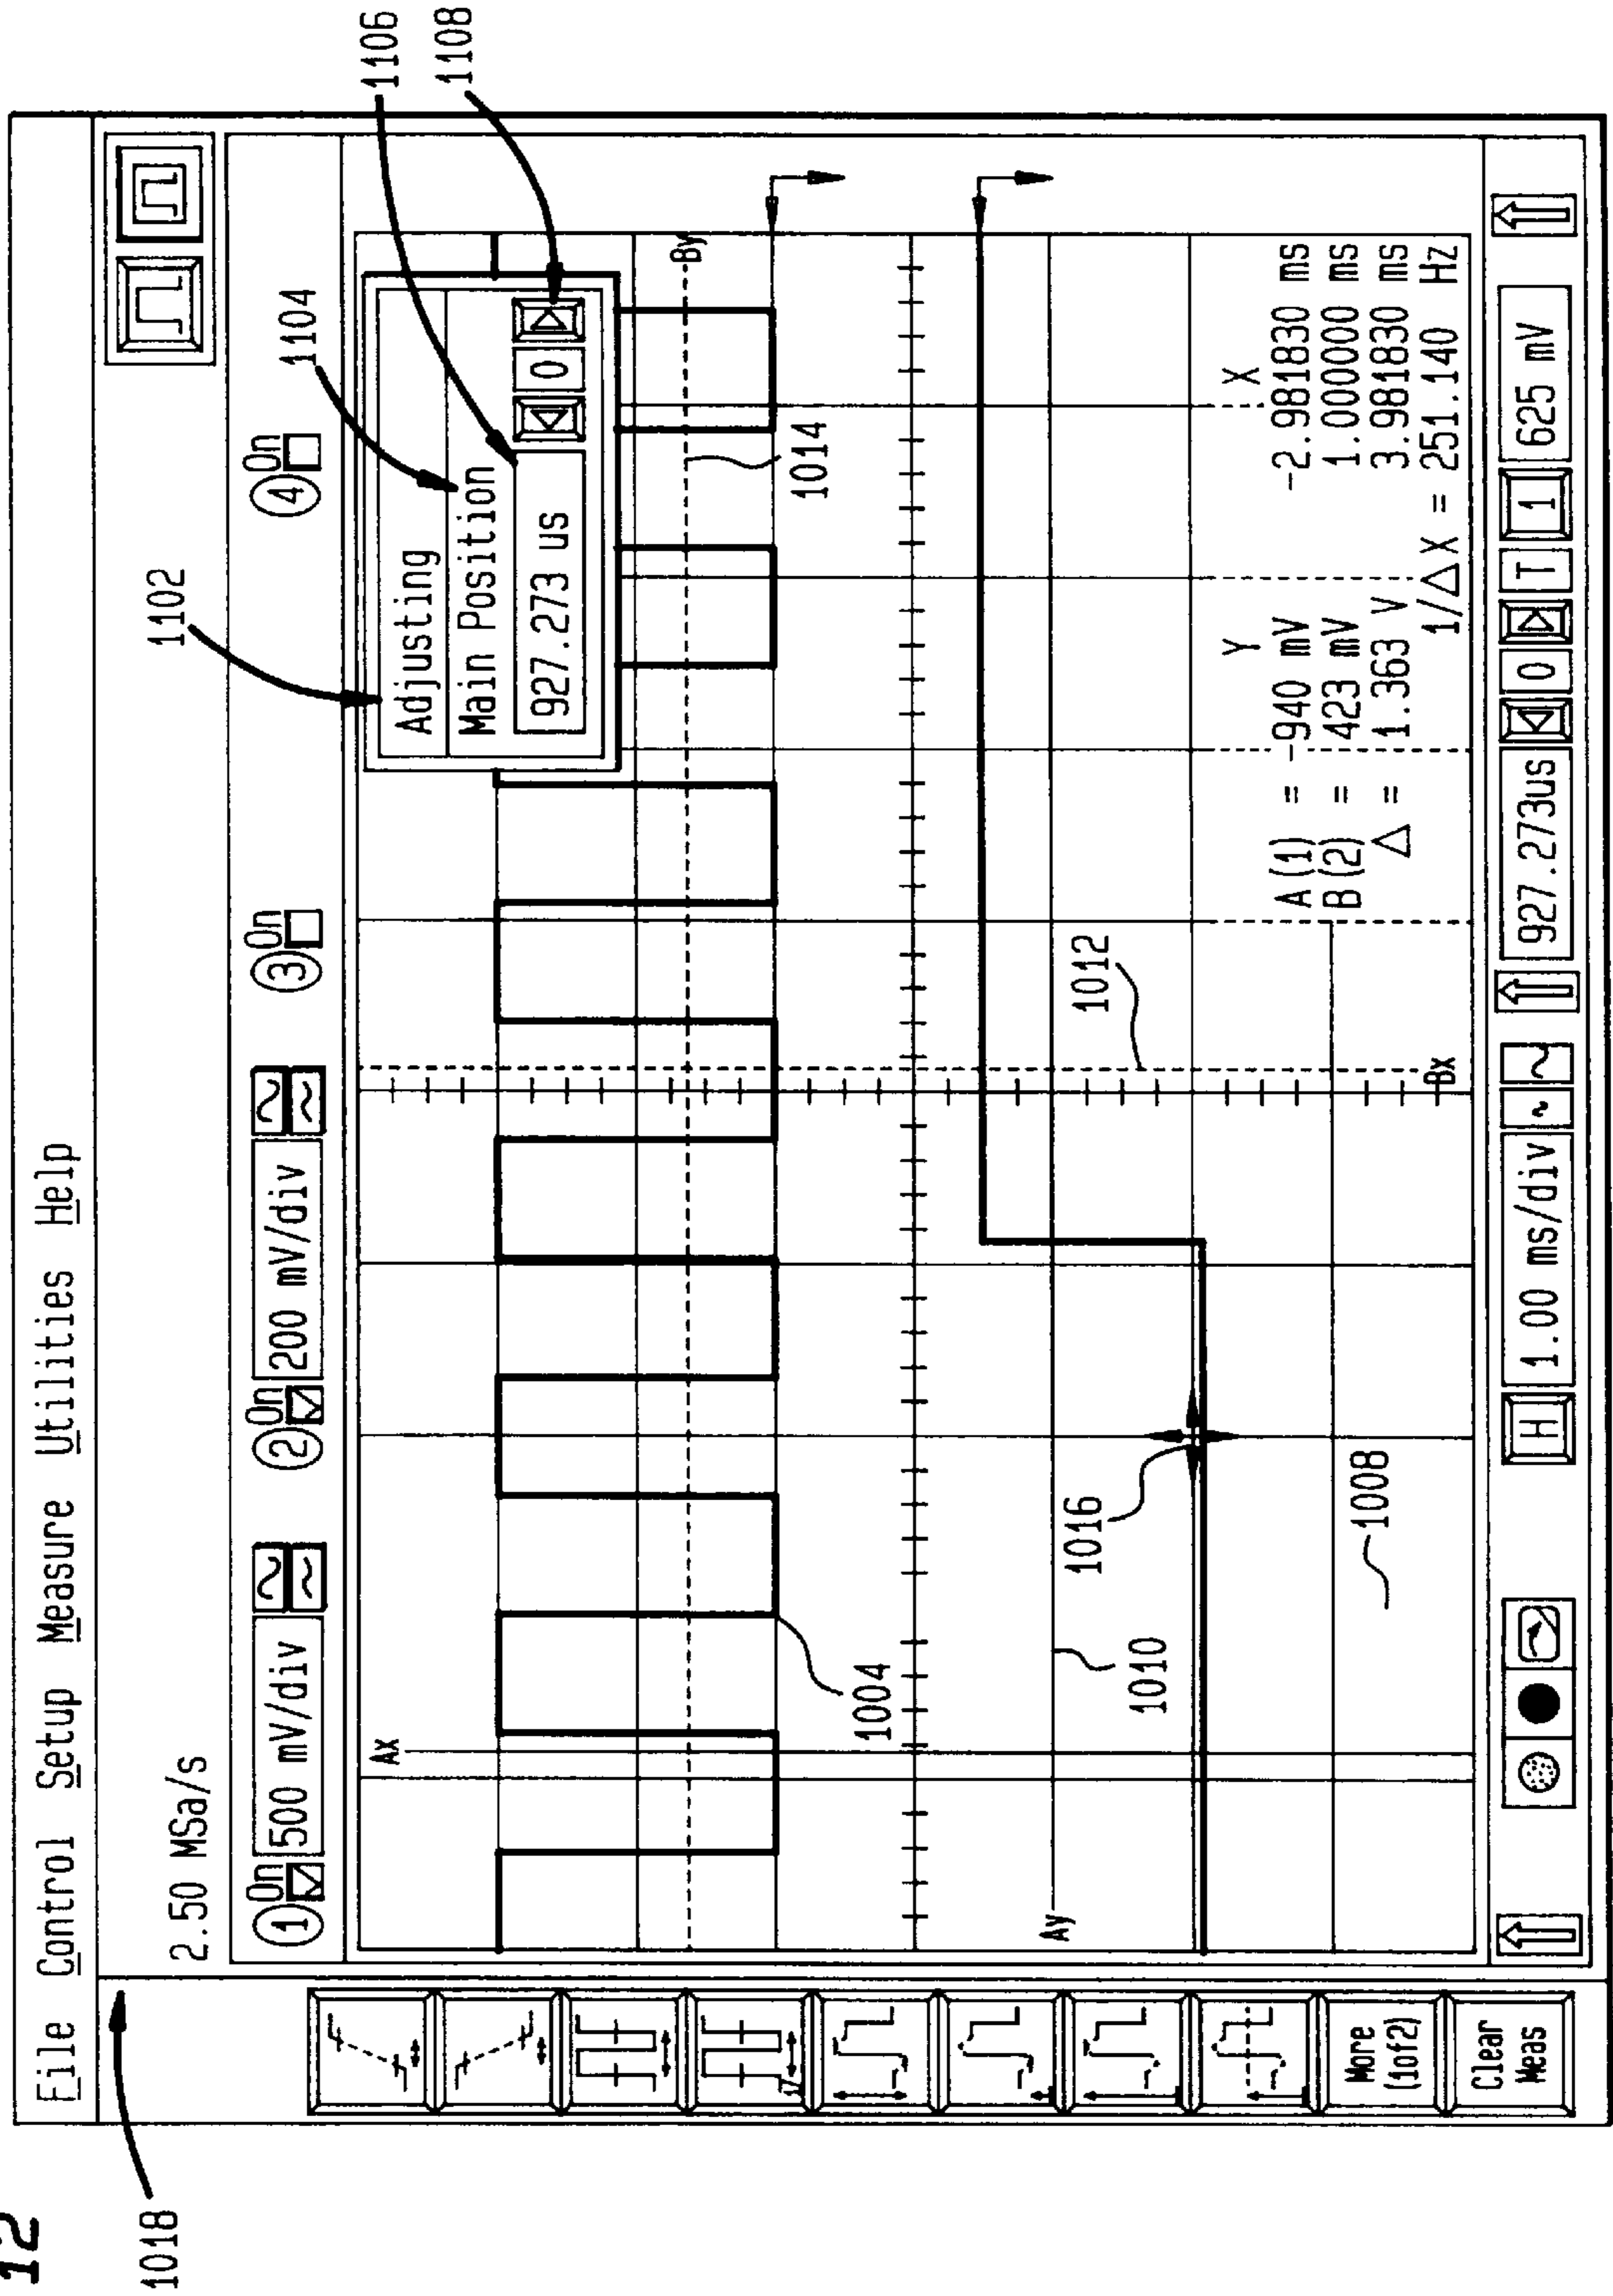 12
1018
File Control Setup Measure Utilities Help
2.50 MSa/s
1 On 500 mV/div
2 On 200 mV/div
3 On
4 On
1102
1104
1106
1108
Adjusting
Main Position
927.273 us
0
Ax
By
1014
1004
1012
Ay
1010
1016
1008
Bx
Y X
A(1) = -940 mV -2.981830 ms
B(2) = 423 mV 1.000000 ms
△ = 1.363 V 3.981830 ms
1/△X = 251.140 Hz
More
(1of2)
Clear
Meas
H 1.00 ms/div
927.273us 0 T 1 625 mV